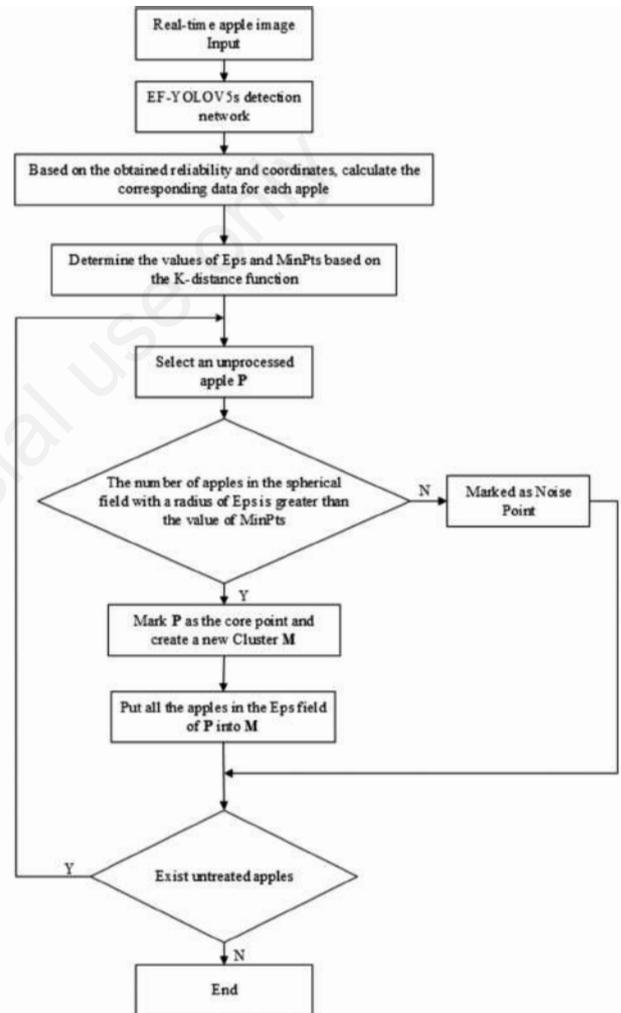 Real-time apple image
Input
EF-YOLOV5s detection
network
Based on the obtained reliability and coordinates, calculate the
corresponding data for each apple
Determine the values of Eps and MinPts based on
the K-distance function
Select an unprocessed
apple P
The number of apples in the spherical
field with a radius of Eps is greater than
the value of MinPts
N
Marked as Noise
Point
Y
Mark P as the core point and
create a new Cluster M
Put all the apples in the Eps field
of P into M
Y
Exist untreated apples
N
End
ial use only